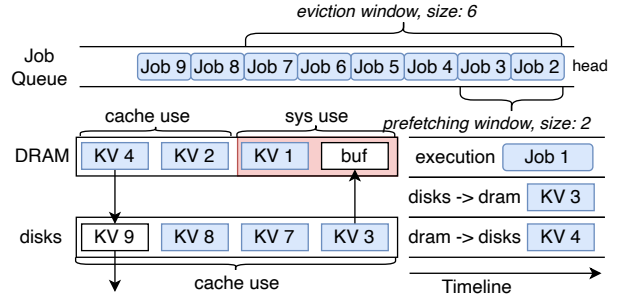 eviction window, size: 6
Job Queue
Job 9 Job 8 Job 7 Job 6 Job 5 Job 4 Job 3 Job 2
head
prefetching window, size: 2
cache use
sys use
DRAM
KV 4 KV 2 KV 1 buf
disks
KV 9 KV 8 KV 7 KV 3
cache use
execution Job 1
disks -> dram KV 3
dram -> disks KV 4
Timeline